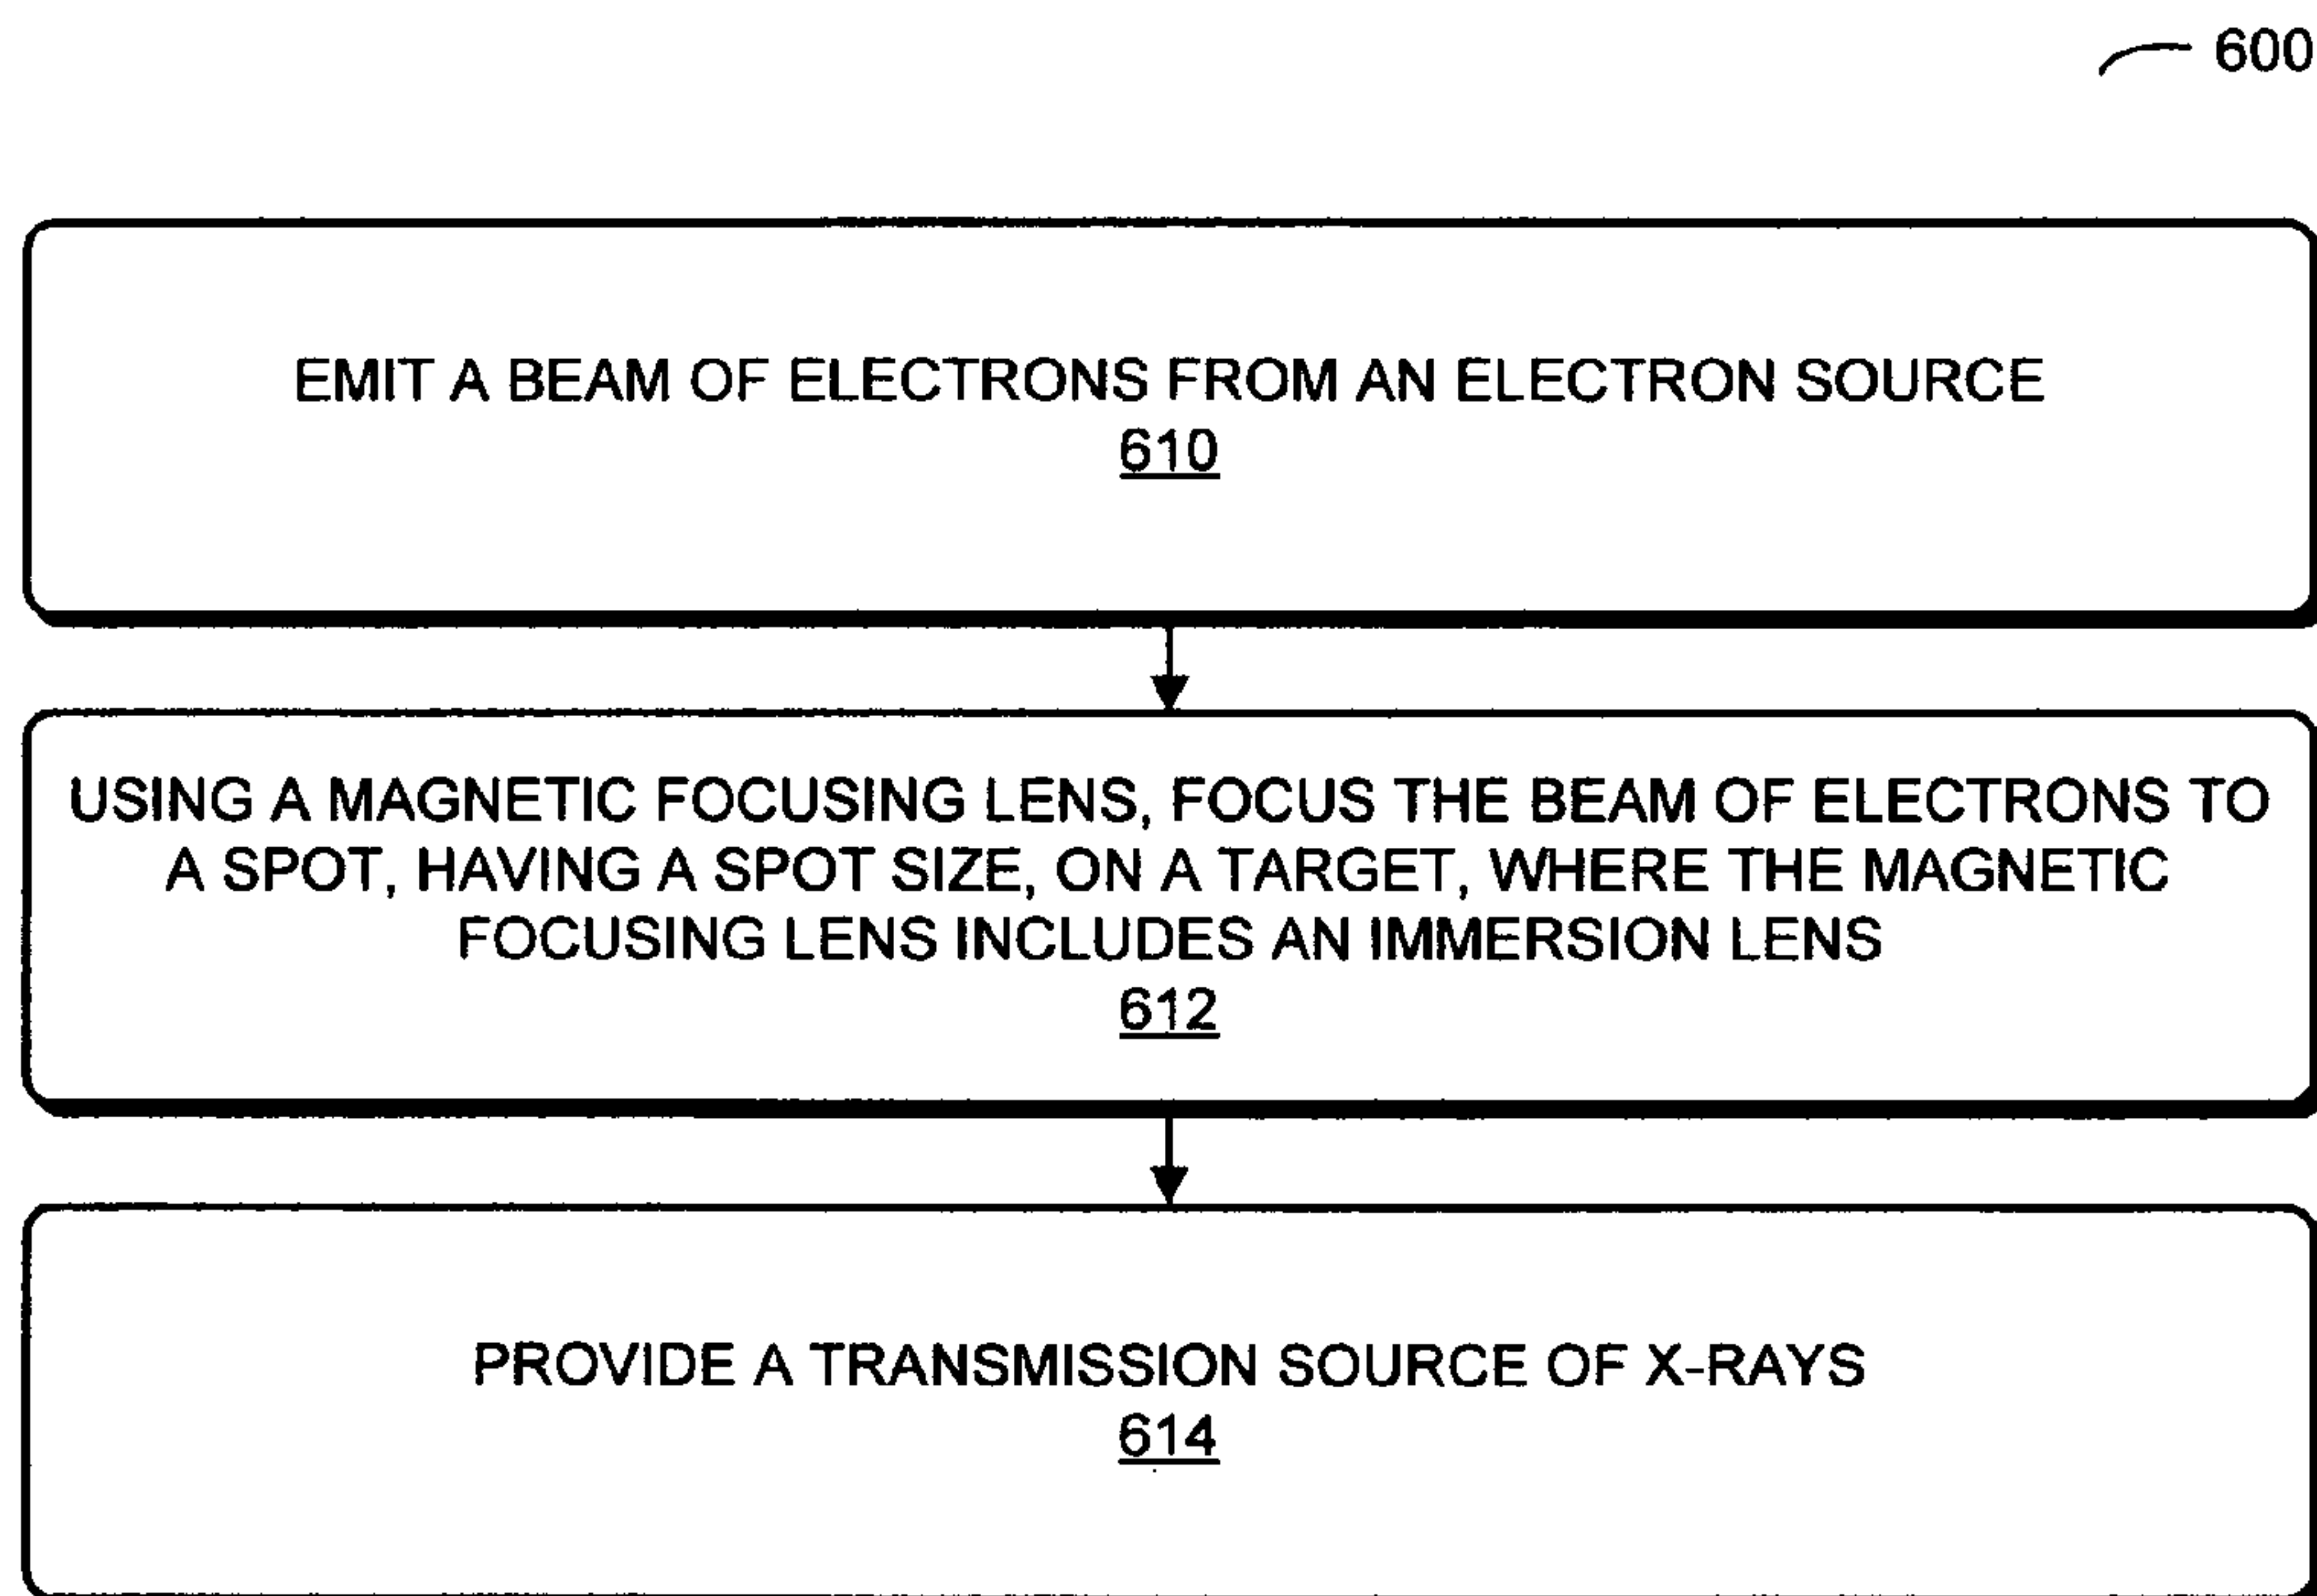 600
EMIT A BEAM OF ELECTRONS FROM AN ELECTRON SOURCE
610
USING A MAGNETIC FOCUSING LENS, FOCUS THE BEAM OF ELECTRONS TO
A SPOT, HAVING A SPOT SIZE, ON A TARGET, WHERE THE MAGNETIC
FOCUSING LENS INCLUDES AN IMMERSION LENS
612
PROVIDE A TRANSMISSION SOURCE OF X-RAYS
614